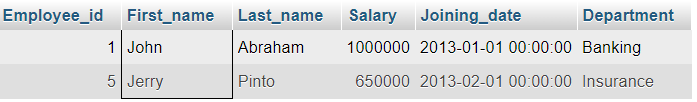 Employee_id First_name Last_name Salary Joining_date Department
1 John Abraham 1000000 2013-01-01 00:00:00 Banking
5 Jerry Pinto 650000 2013-02-01 00:00:00 Insurance